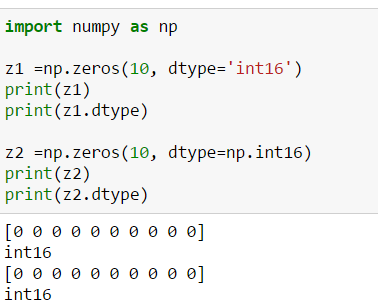 import numpy as np
z1 =np.zeros(10, dtype='int16')
print(z1)
print(z1.dtype)
z2 =np.zeros(10, dtype=np.int16)
print(z2)
print(z2.dtype)
[0 0 0 0 0 0 0 0 0 0]
int16
[0 0 0 0 0 0 0 0 0 0]
int16